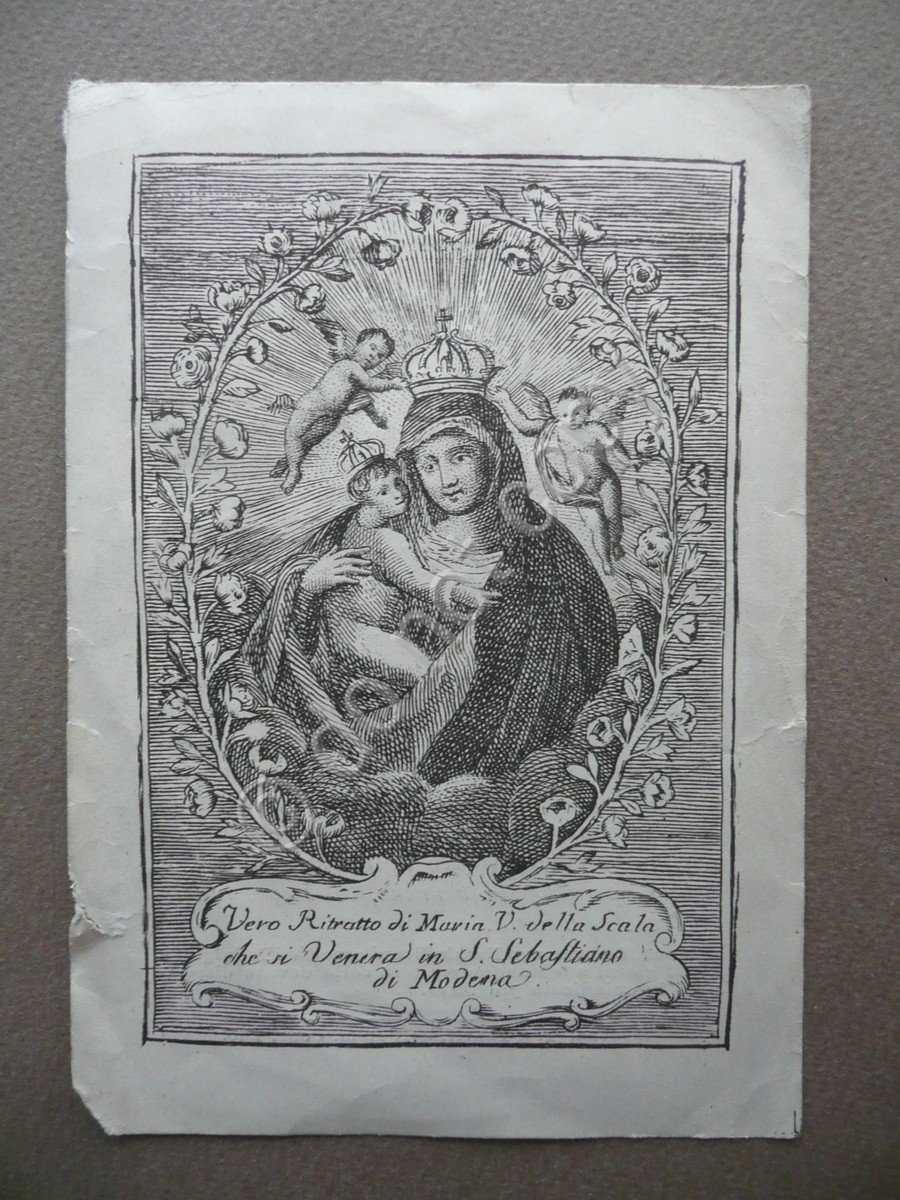 Vero Ritratto di Maria V. della Scala
che si Venera in S. Sebaſtiano
di Modena.